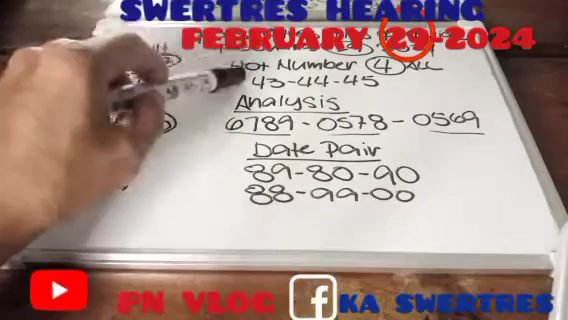 SWERTRES HEARING
FEBRUARY 29-2024
Hot Number 4 ALL
43-44-45
Analysis
6789-0578-0569
Date Pair
89-80-90
88-99-00
PN VLOG f KA SWERTRES